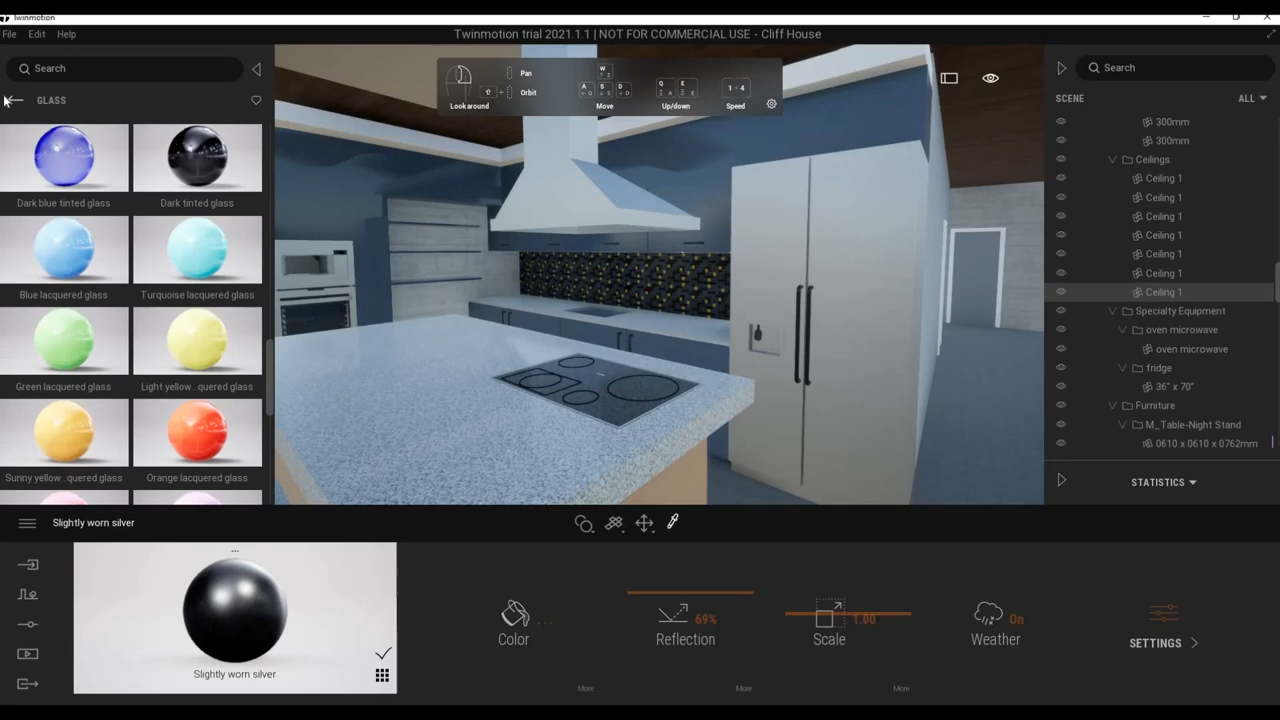 Twinmotion
File Edit Help
Twinmotion trial 2021.1.1 | NOT FOR COMMERCIAL USE - Cliff House
Search
GLASS
Dark blue tinted glass
Dark tinted glass
Blue lacquered glass
Turquoise lacquered glass
Green lacquered glass
Light yellow...quered glass
Sunny yellow...quered glass
Orange lacquered glass
Look around
Pan
Orbit
W
A S D
Move
Q E
Up/down
1 - 4
Speed
Search
SCENE
ALL
300mm
300mm
Ceilings
Ceiling 1
Ceiling 1
Ceiling 1
Ceiling 1
Ceiling 1
Ceiling 1
Ceiling 1
Specialty Equipment
oven microwave
oven microwave
fridge
36" x 70"
Furniture
M_Table-Night Stand
0610 x 0610 x 0762mm
STATISTICS
Slightly worn silver
...
Slightly worn silver
Color
...
Reflection
69%
Scale
1.00
Weather
On
SETTINGS
More
More
More